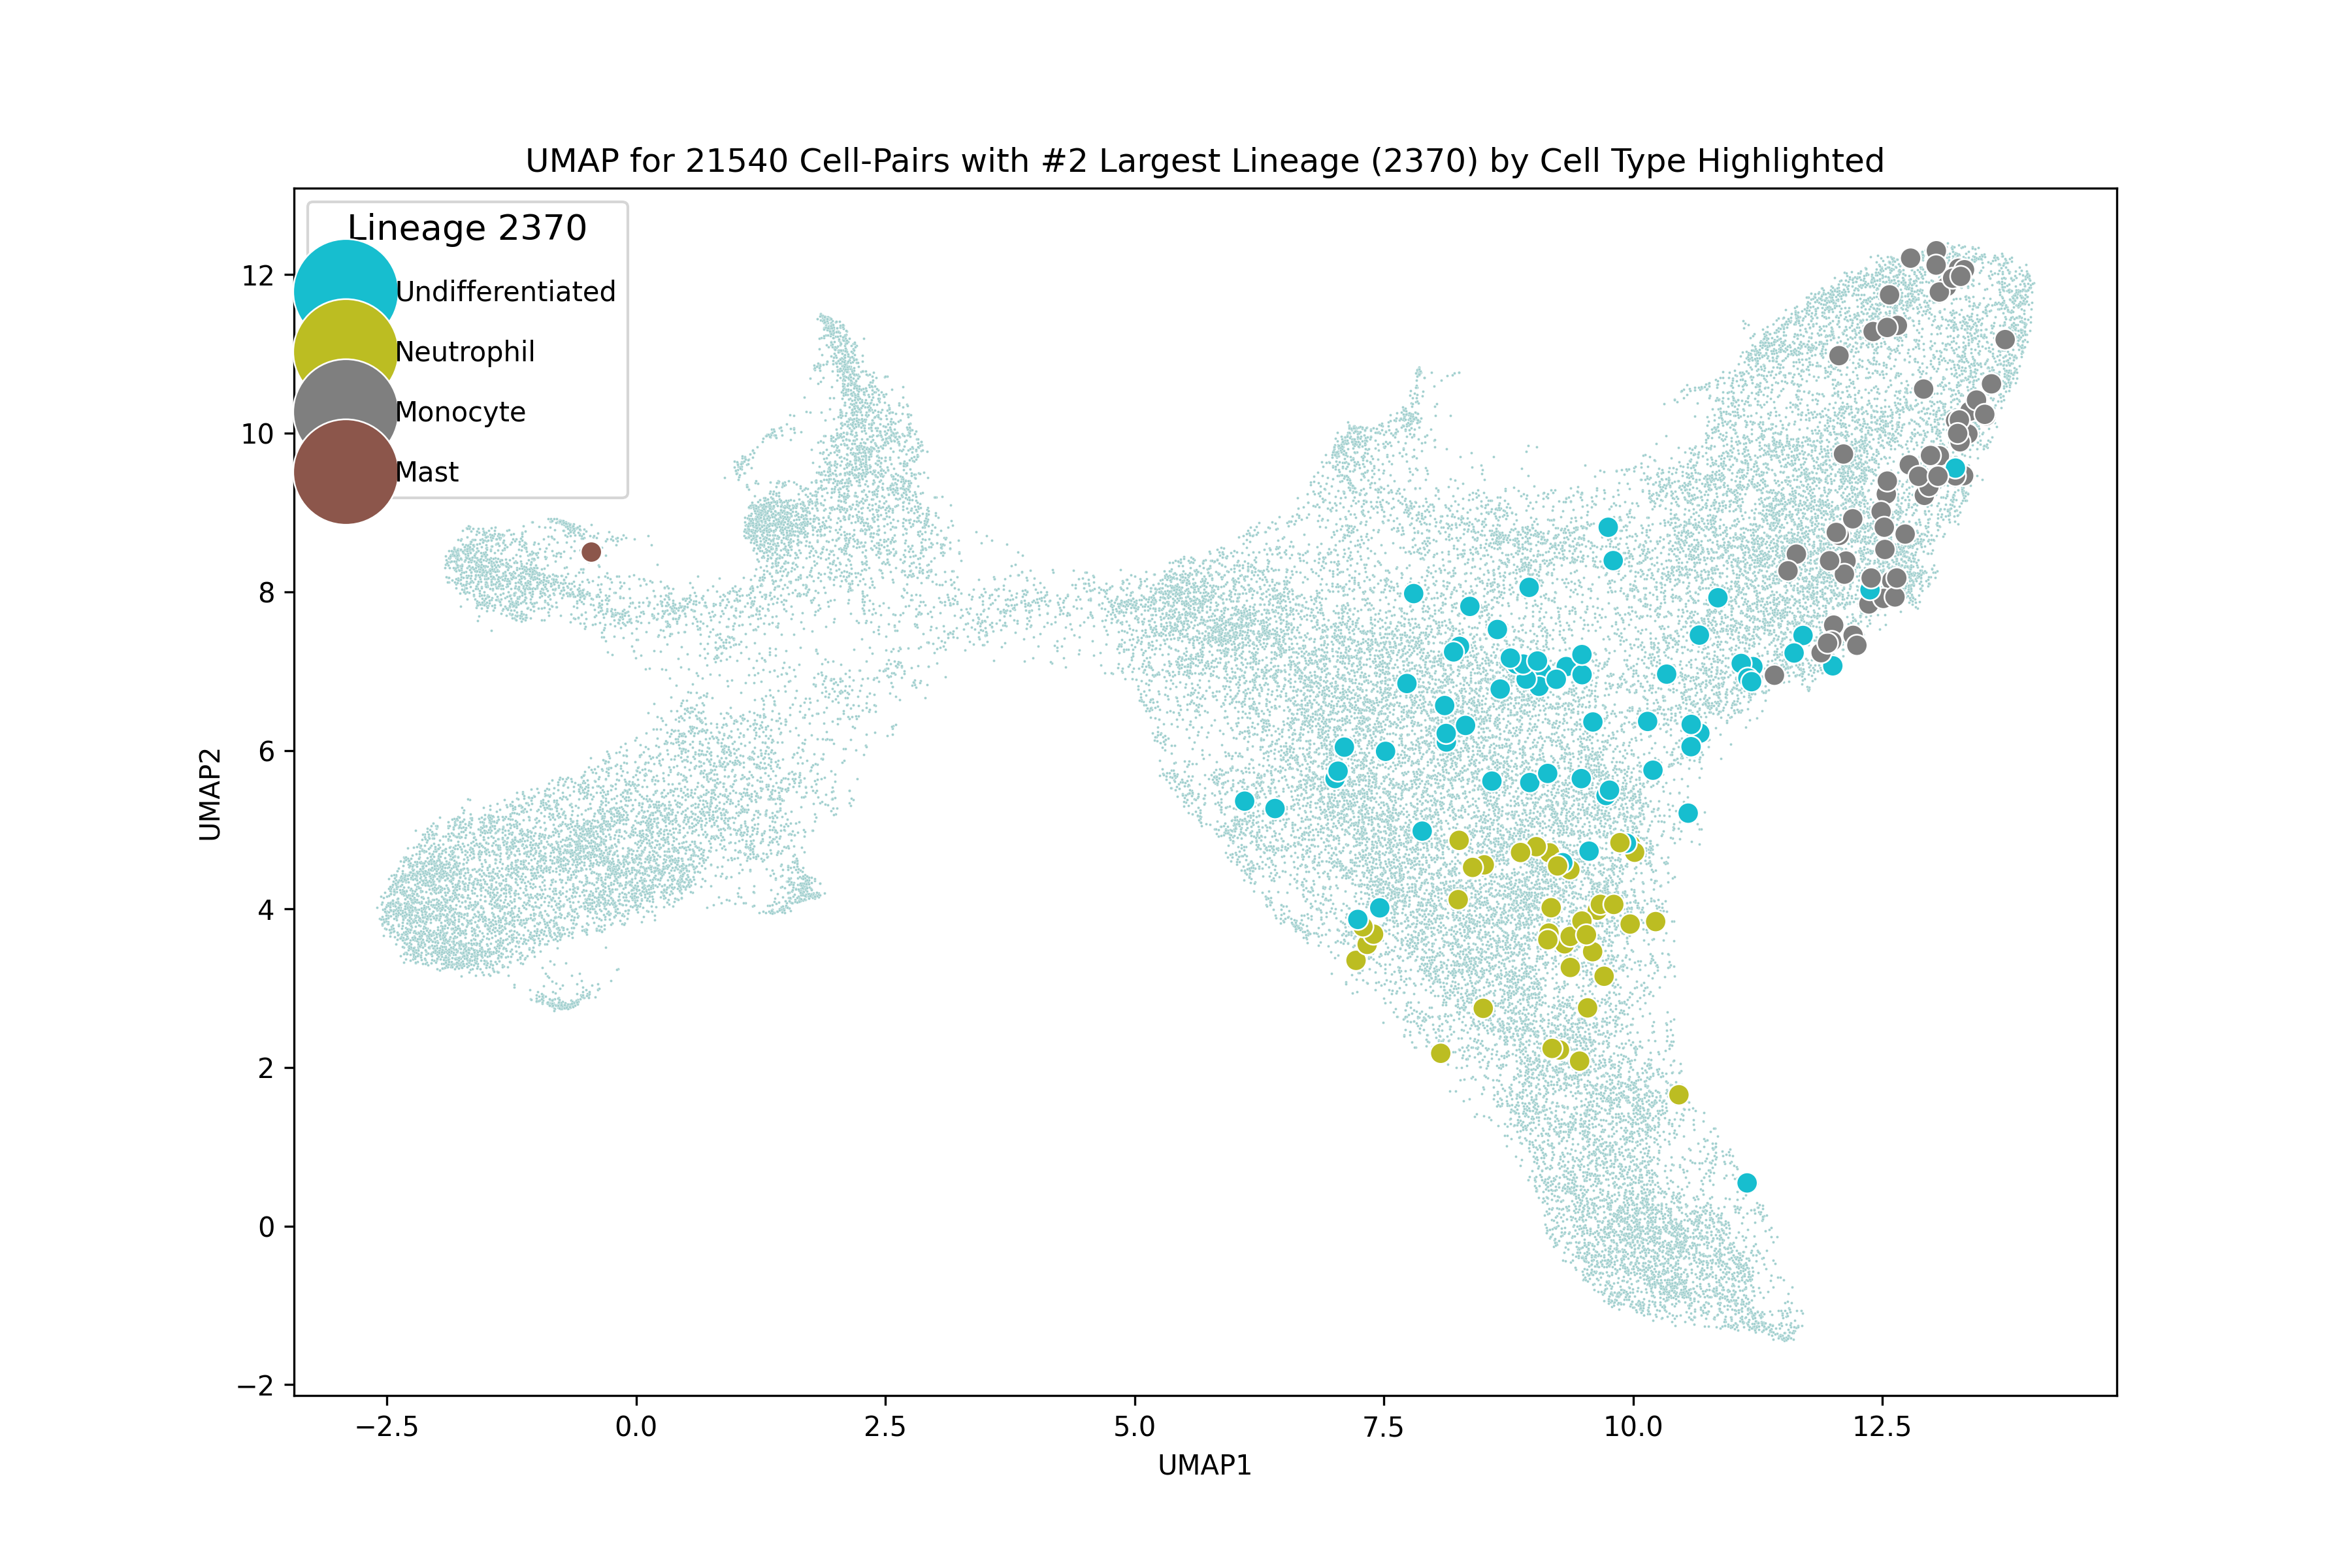 UMAP for 21540 Cell-Pairs with #2 Largest Lineage (2370) by Cell Type Highlighted
Lineage 2370
Undifferentiated
Neutrophil
Monocyte
Mast
12
10
8
6
4
2
0
−2
UMAP2
−2.5
0.0
2.5
5.0
7.5
10.0
12.5
UMAP1